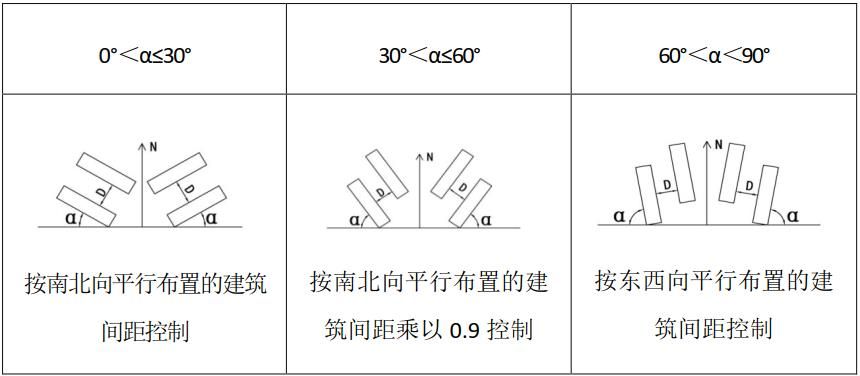 0°＜α≤30°
30°＜α≤60°
60°＜α＜90°
N
D
D
α
α
按南北向平行布置的建筑
间距控制
N
D
D
α
α
按南北向平行布置的建
筑间距乘以 0.9 控制
N
D
D
α
α
按东西向平行布置的建
筑间距控制